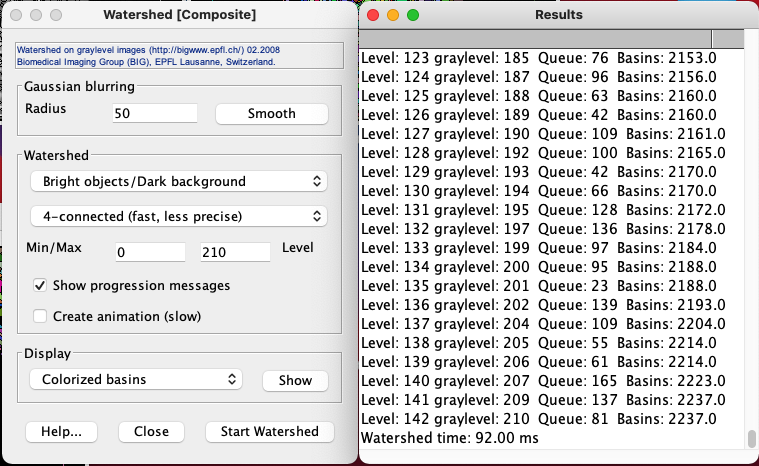 Watershed [Composite]
Watershed on graylevel images (http://bigwww.epfl.ch/) 02.2008
Biomedical Imaging Group (BIG), EPFL Lausanne, Switzerland.
Gaussian blurring
Radius 50 Smooth
Watershed
Bright objects/Dark background
4-connected (fast, less precise)
Min/Max 0 210 Level
Show progression messages
Create animation (slow)
Display
Colorized basins Show
Help... Close Start Watershed
Results
Level: 123 graylevel: 185 Queue: 76 Basins: 2153.0
Level: 124 graylevel: 187 Queue: 96 Basins: 2156.0
Level: 125 graylevel: 188 Queue: 63 Basins: 2160.0
Level: 126 graylevel: 189 Queue: 42 Basins: 2160.0
Level: 127 graylevel: 190 Queue: 109 Basins: 2161.0
Level: 128 graylevel: 192 Queue: 100 Basins: 2165.0
Level: 129 graylevel: 193 Queue: 42 Basins: 2170.0
Level: 130 graylevel: 194 Queue: 66 Basins: 2170.0
Level: 131 graylevel: 195 Queue: 128 Basins: 2172.0
Level: 132 graylevel: 197 Queue: 136 Basins: 2178.0
Level: 133 graylevel: 199 Queue: 97 Basins: 2184.0
Level: 134 graylevel: 200 Queue: 95 Basins: 2188.0
Level: 135 graylevel: 201 Queue: 23 Basins: 2188.0
Level: 136 graylevel: 202 Queue: 139 Basins: 2193.0
Level: 137 graylevel: 204 Queue: 109 Basins: 2204.0
Level: 138 graylevel: 205 Queue: 55 Basins: 2214.0
Level: 139 graylevel: 206 Queue: 61 Basins: 2214.0
Level: 140 graylevel: 207 Queue: 165 Basins: 2223.0
Level: 141 graylevel: 209 Queue: 137 Basins: 2237.0
Level: 142 graylevel: 210 Queue: 81 Basins: 2237.0
Watershed time: 92.00 ms